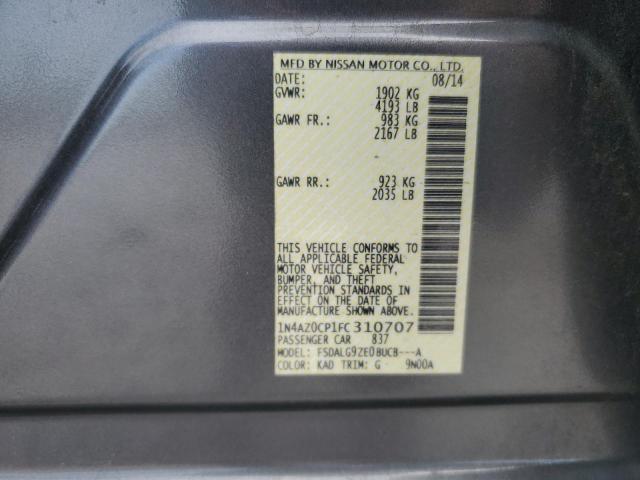 MFD BY NISSAN MOTOR CO., LTD.
DATE: 08/14
GVWR: 1902 KG
4193 LB
GAWR FR.: 983 KG
2167 LB
GAWR RR.: 923 KG
2035 LB
THIS VEHICLE CONFORMS TO
ALL APPLICABLE FEDERAL
MOTOR VEHICLE SAFETY,
BUMPER, AND THEFT
PREVENTION STANDARDS IN
EFFECT ON THE DATE OF
MANUFACTURE SHOWN ABOVE.
1N4AZ0CP1FC310707
PASSENGER CAR 837
MODEL: FSDALG9ZE0BUCB---A
COLOR: KAD TRIM: G 9N00A